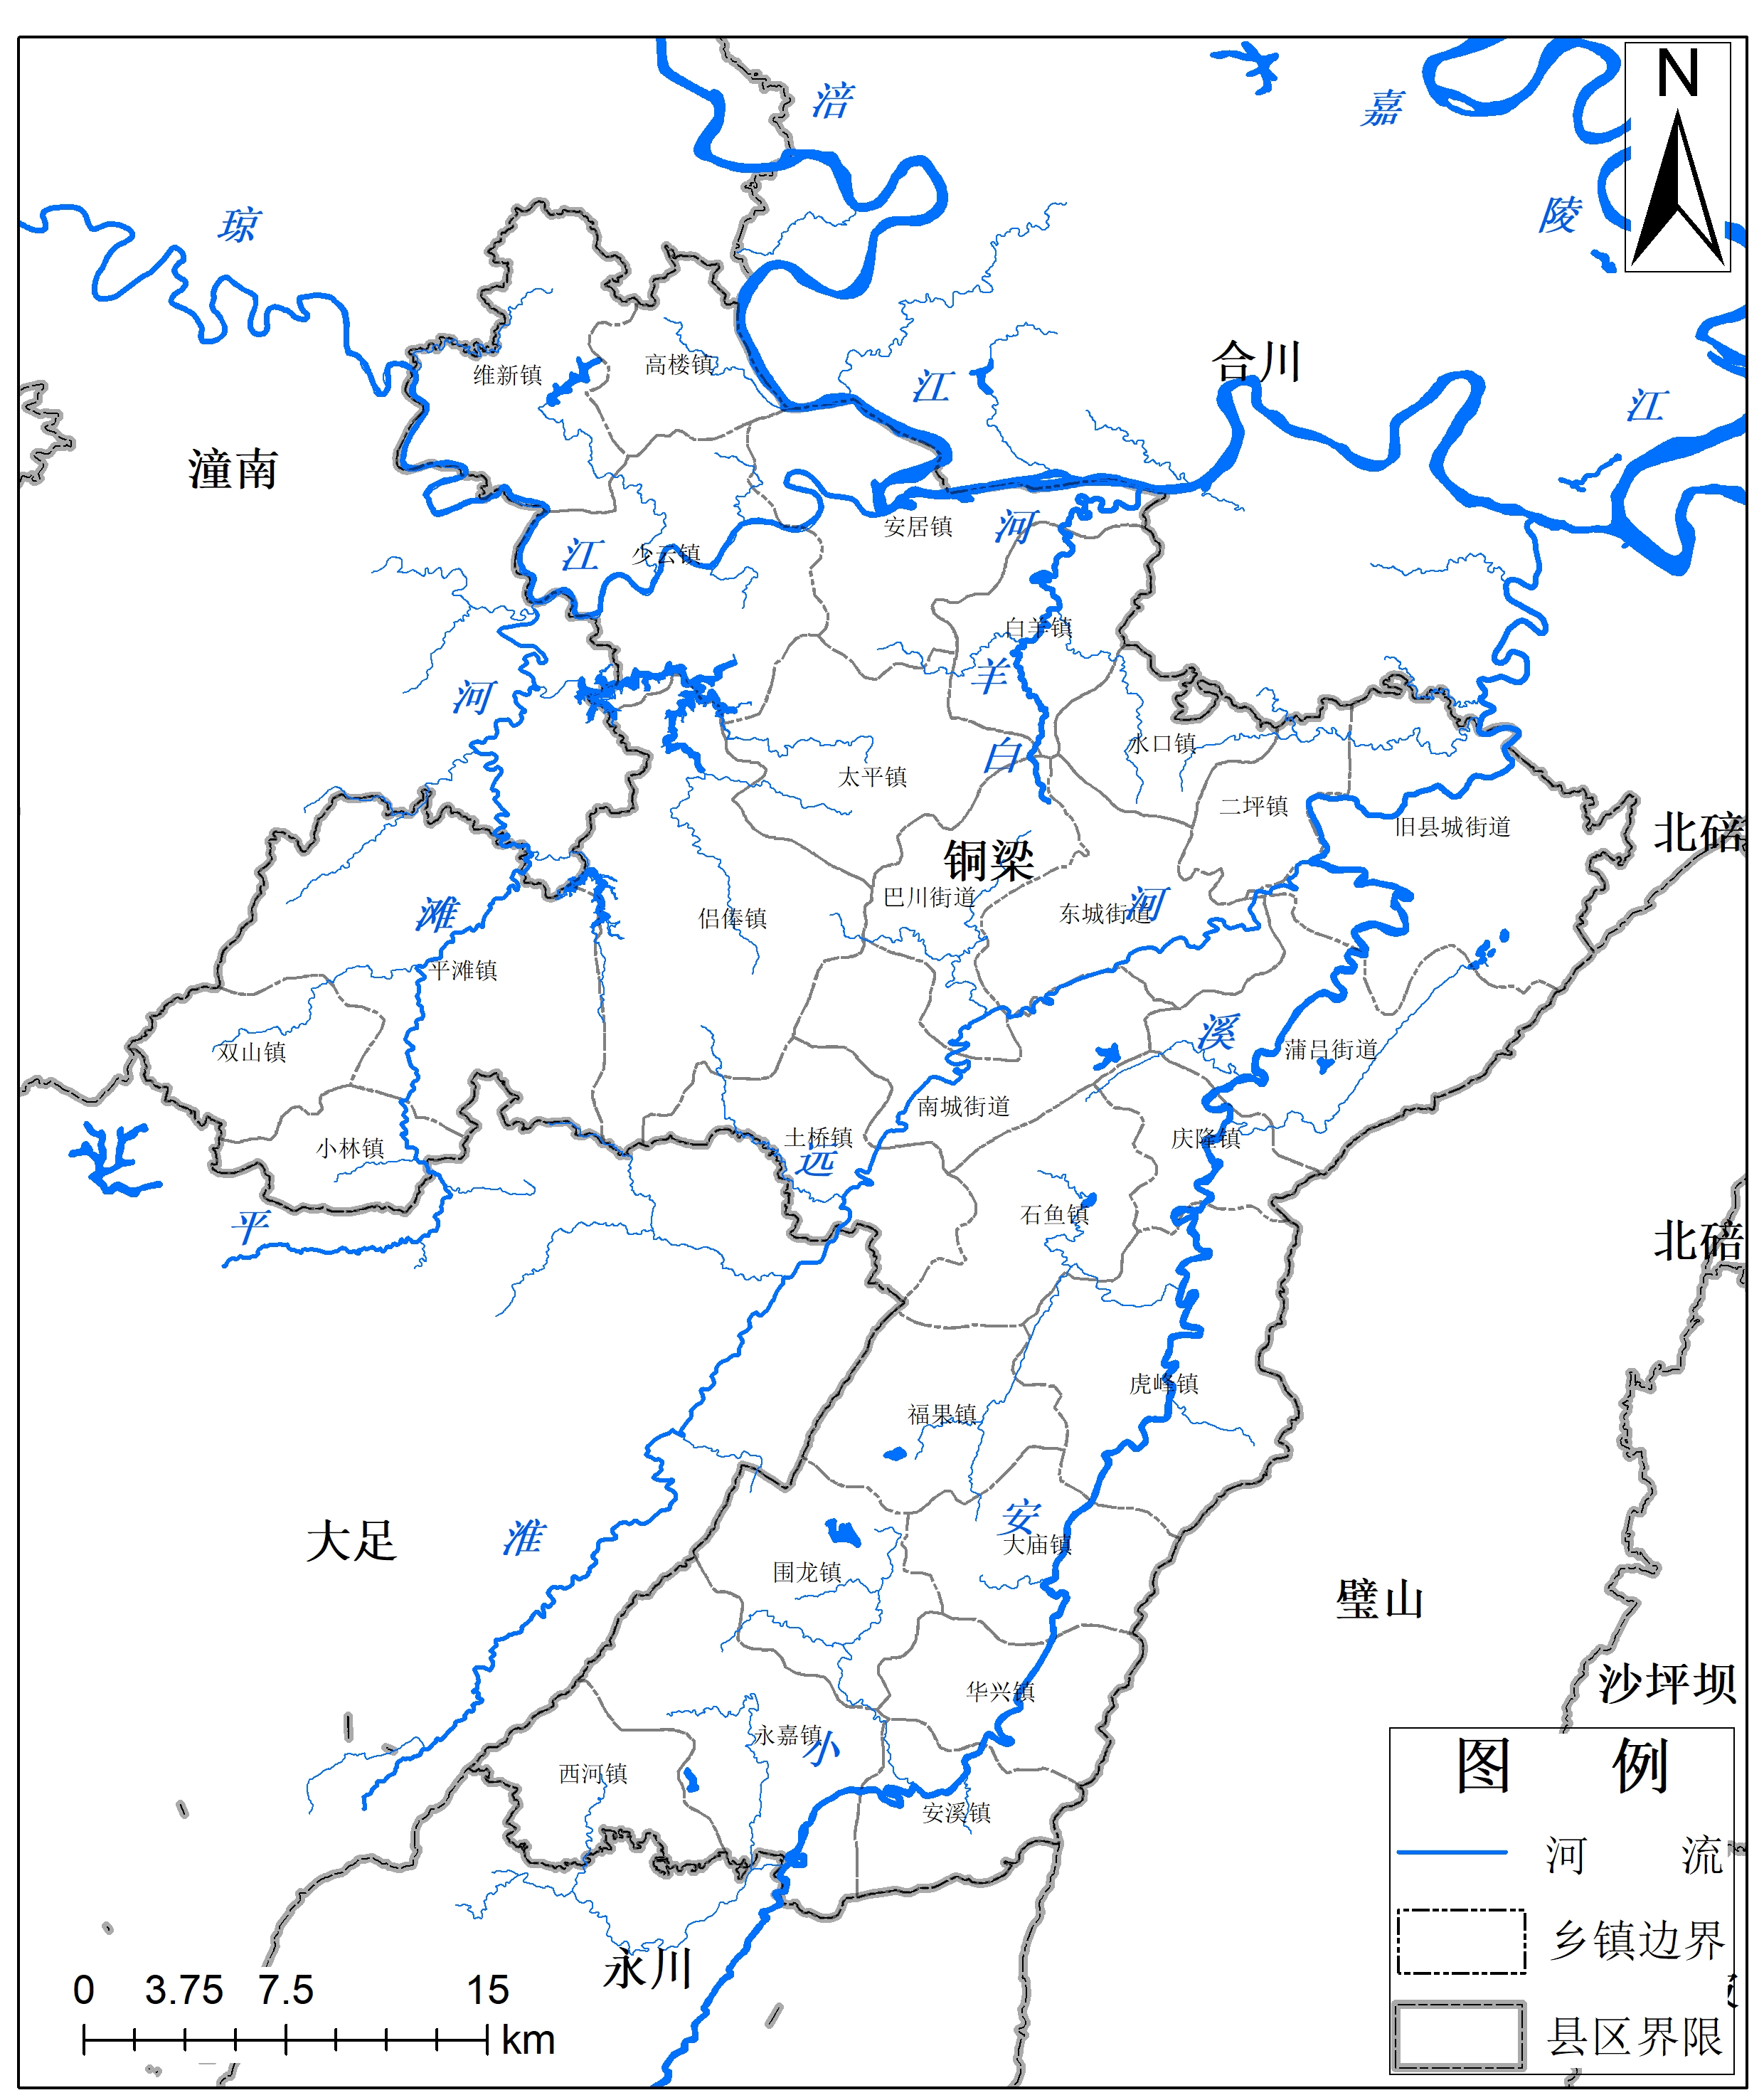 N
涪
嘉
琼
陵
合川
维新镇
高楼镇
江
江
潼南
安居镇
河
江
少云镇
白羊镇
羊
河
白
水口镇
太平镇
二坪镇
旧县城街道
北碚
铜梁
巴川街道
东城街道
河
滩
侣俸镇
平滩镇
双山镇
溪
蒲吕街道
南城街道
小林镇
土桥镇
远
庆隆镇
平
石鱼镇
北碚
虎峰镇
福果镇
大足
淮
安
大庙镇
围龙镇
璧山
沙坪坝
华兴镇
永嘉镇
小
西河镇
安溪镇
永川
图 例
河 流
乡镇边界
县区界限
0 3.75 7.5 15
km